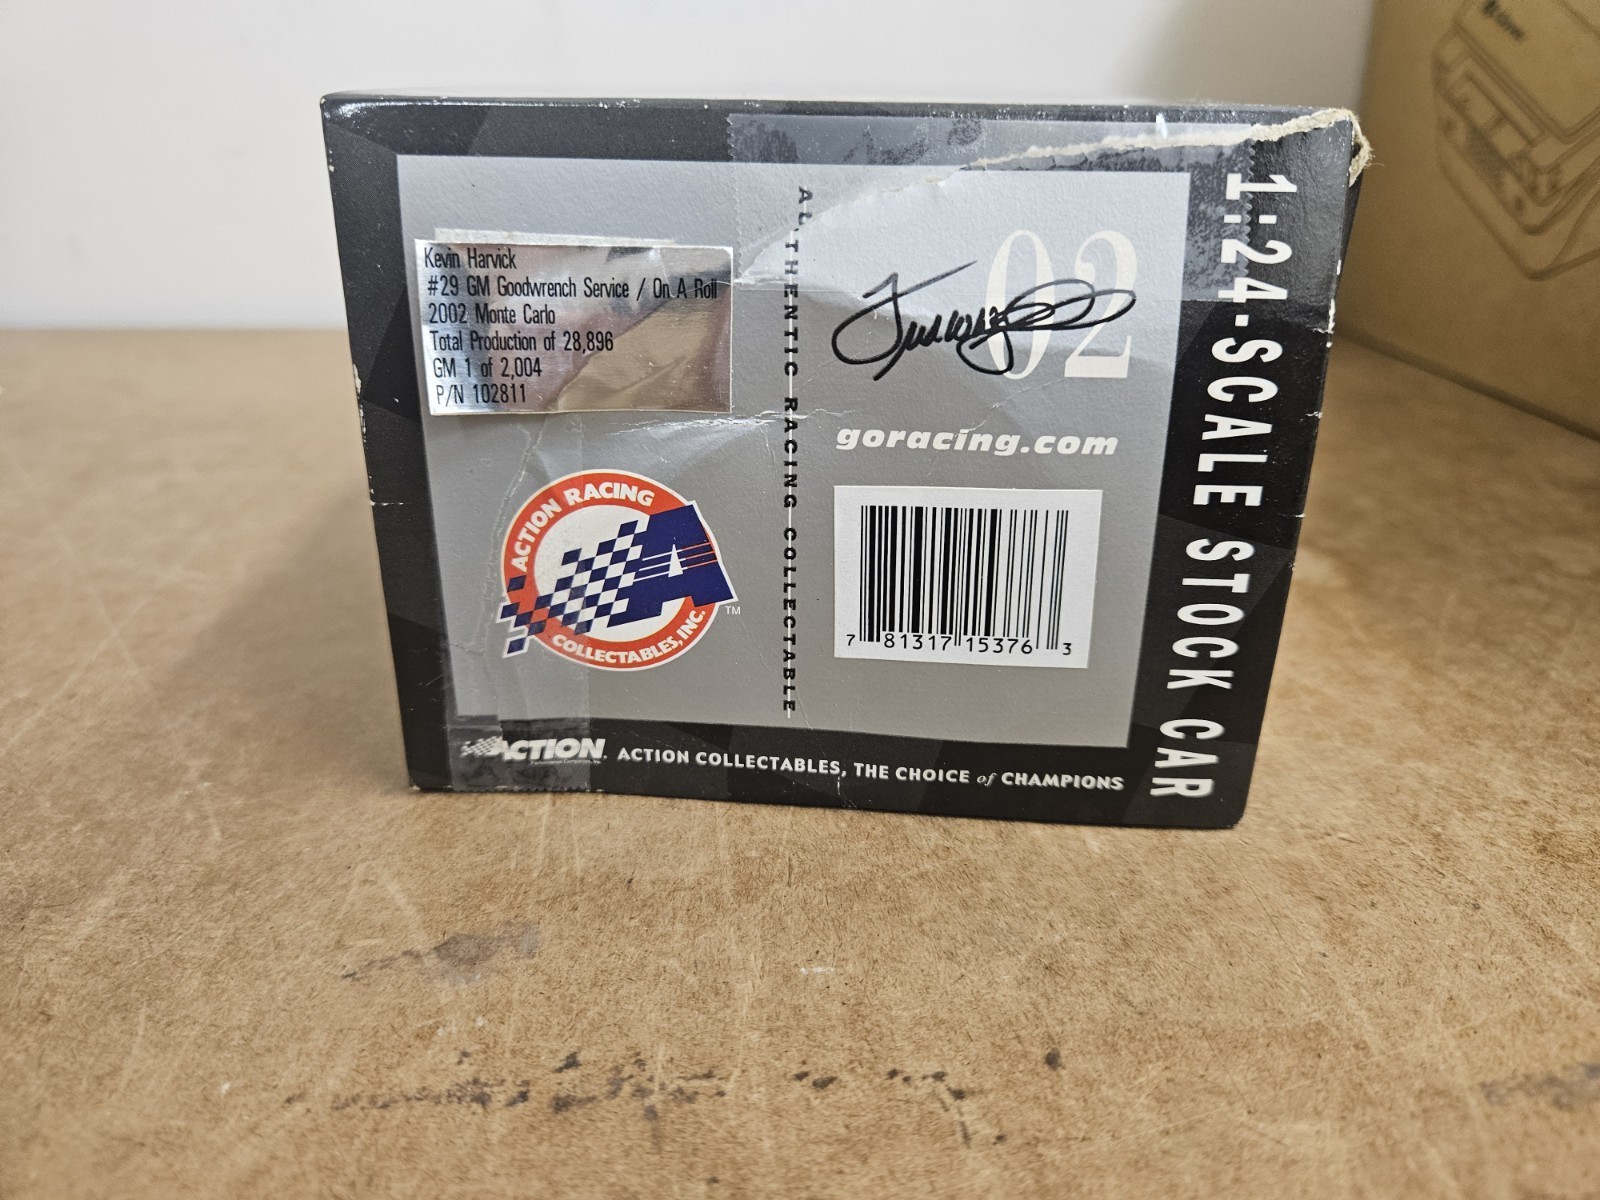 Kevin Harvick
#29 GM Goodwrench Service / On A Roll
2002 Monte Carlo
Total Production of 28,896
GM 1 of 2,004
P/N 102811
ACTION RACING
A
COLLECTABLES, INC.
TM
AUTHENTIC RACING COLLECTABLE
02
goracing.com
7 81317 15376 3
1:24-SCALE STOCK CAR
ACTION
ACTION COLLECTABLES, THE CHOICE of CHAMPIONS